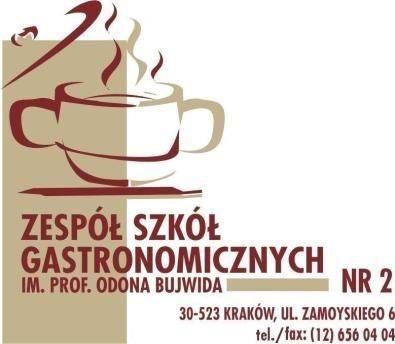 ZESPÓŁ SZKÓŁ
GASTRONOMICZNYCH
IM. PROF. ODONA BUJWIDA NR 2
30-523 KRAKÓW, UL. ZAMOYSKIEGO 6
tel./fax: (12) 656 04 04